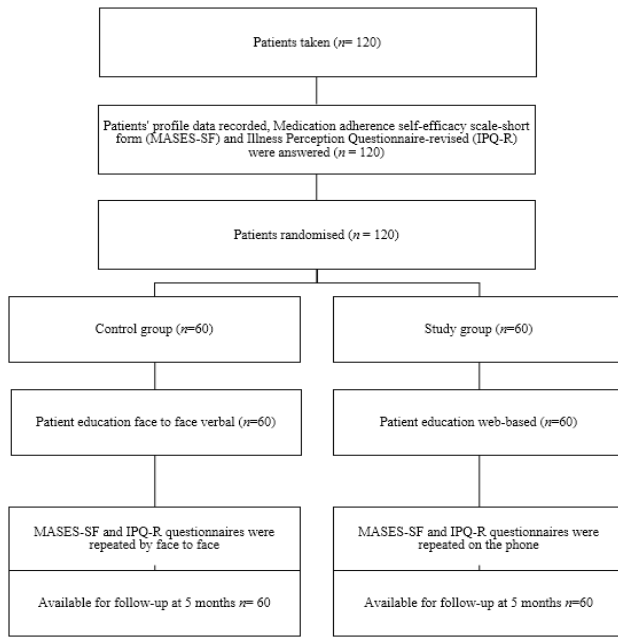 Patients taken (n= 120)
Patients' profile data recorded, Medication adherence self-efficacy scale-short
form (MASES-SF) and Illness Perception Questionnaire-revised (IPQ-R)
were answered (n = 120)
Patients randomised (n = 120)
Control group (n=60)
Study group (n=60)
Patient education face to face verbal (n=60)
Patient education web-based (n=60)
MASES-SF and IPQ-R questionnaires were
repeated by face to face
MASES-SF and IPQ-R questionnaires were
repeated on the phone
Available for follow-up at 5 months n= 60
Available for follow-up at 5 months n=60